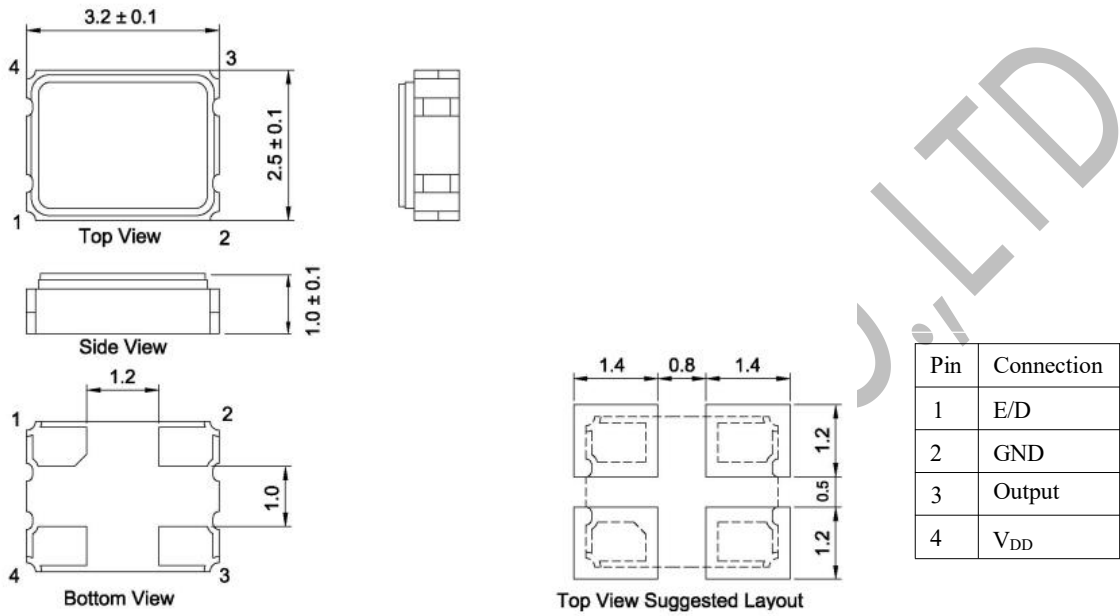 3.2 ± 0.1
4
3
2.5 ± 0.1
1
2
Top View
1.0 ± 0.1
Side View
1.2
1
2
1.0
4
3
Bottom View
1.4 0.8 1.4
1.2
0.5
1.2
Top View Suggested Layout
Pin Connection
1 E/D
2 GND
3 Output
4 VDD
.,LTD